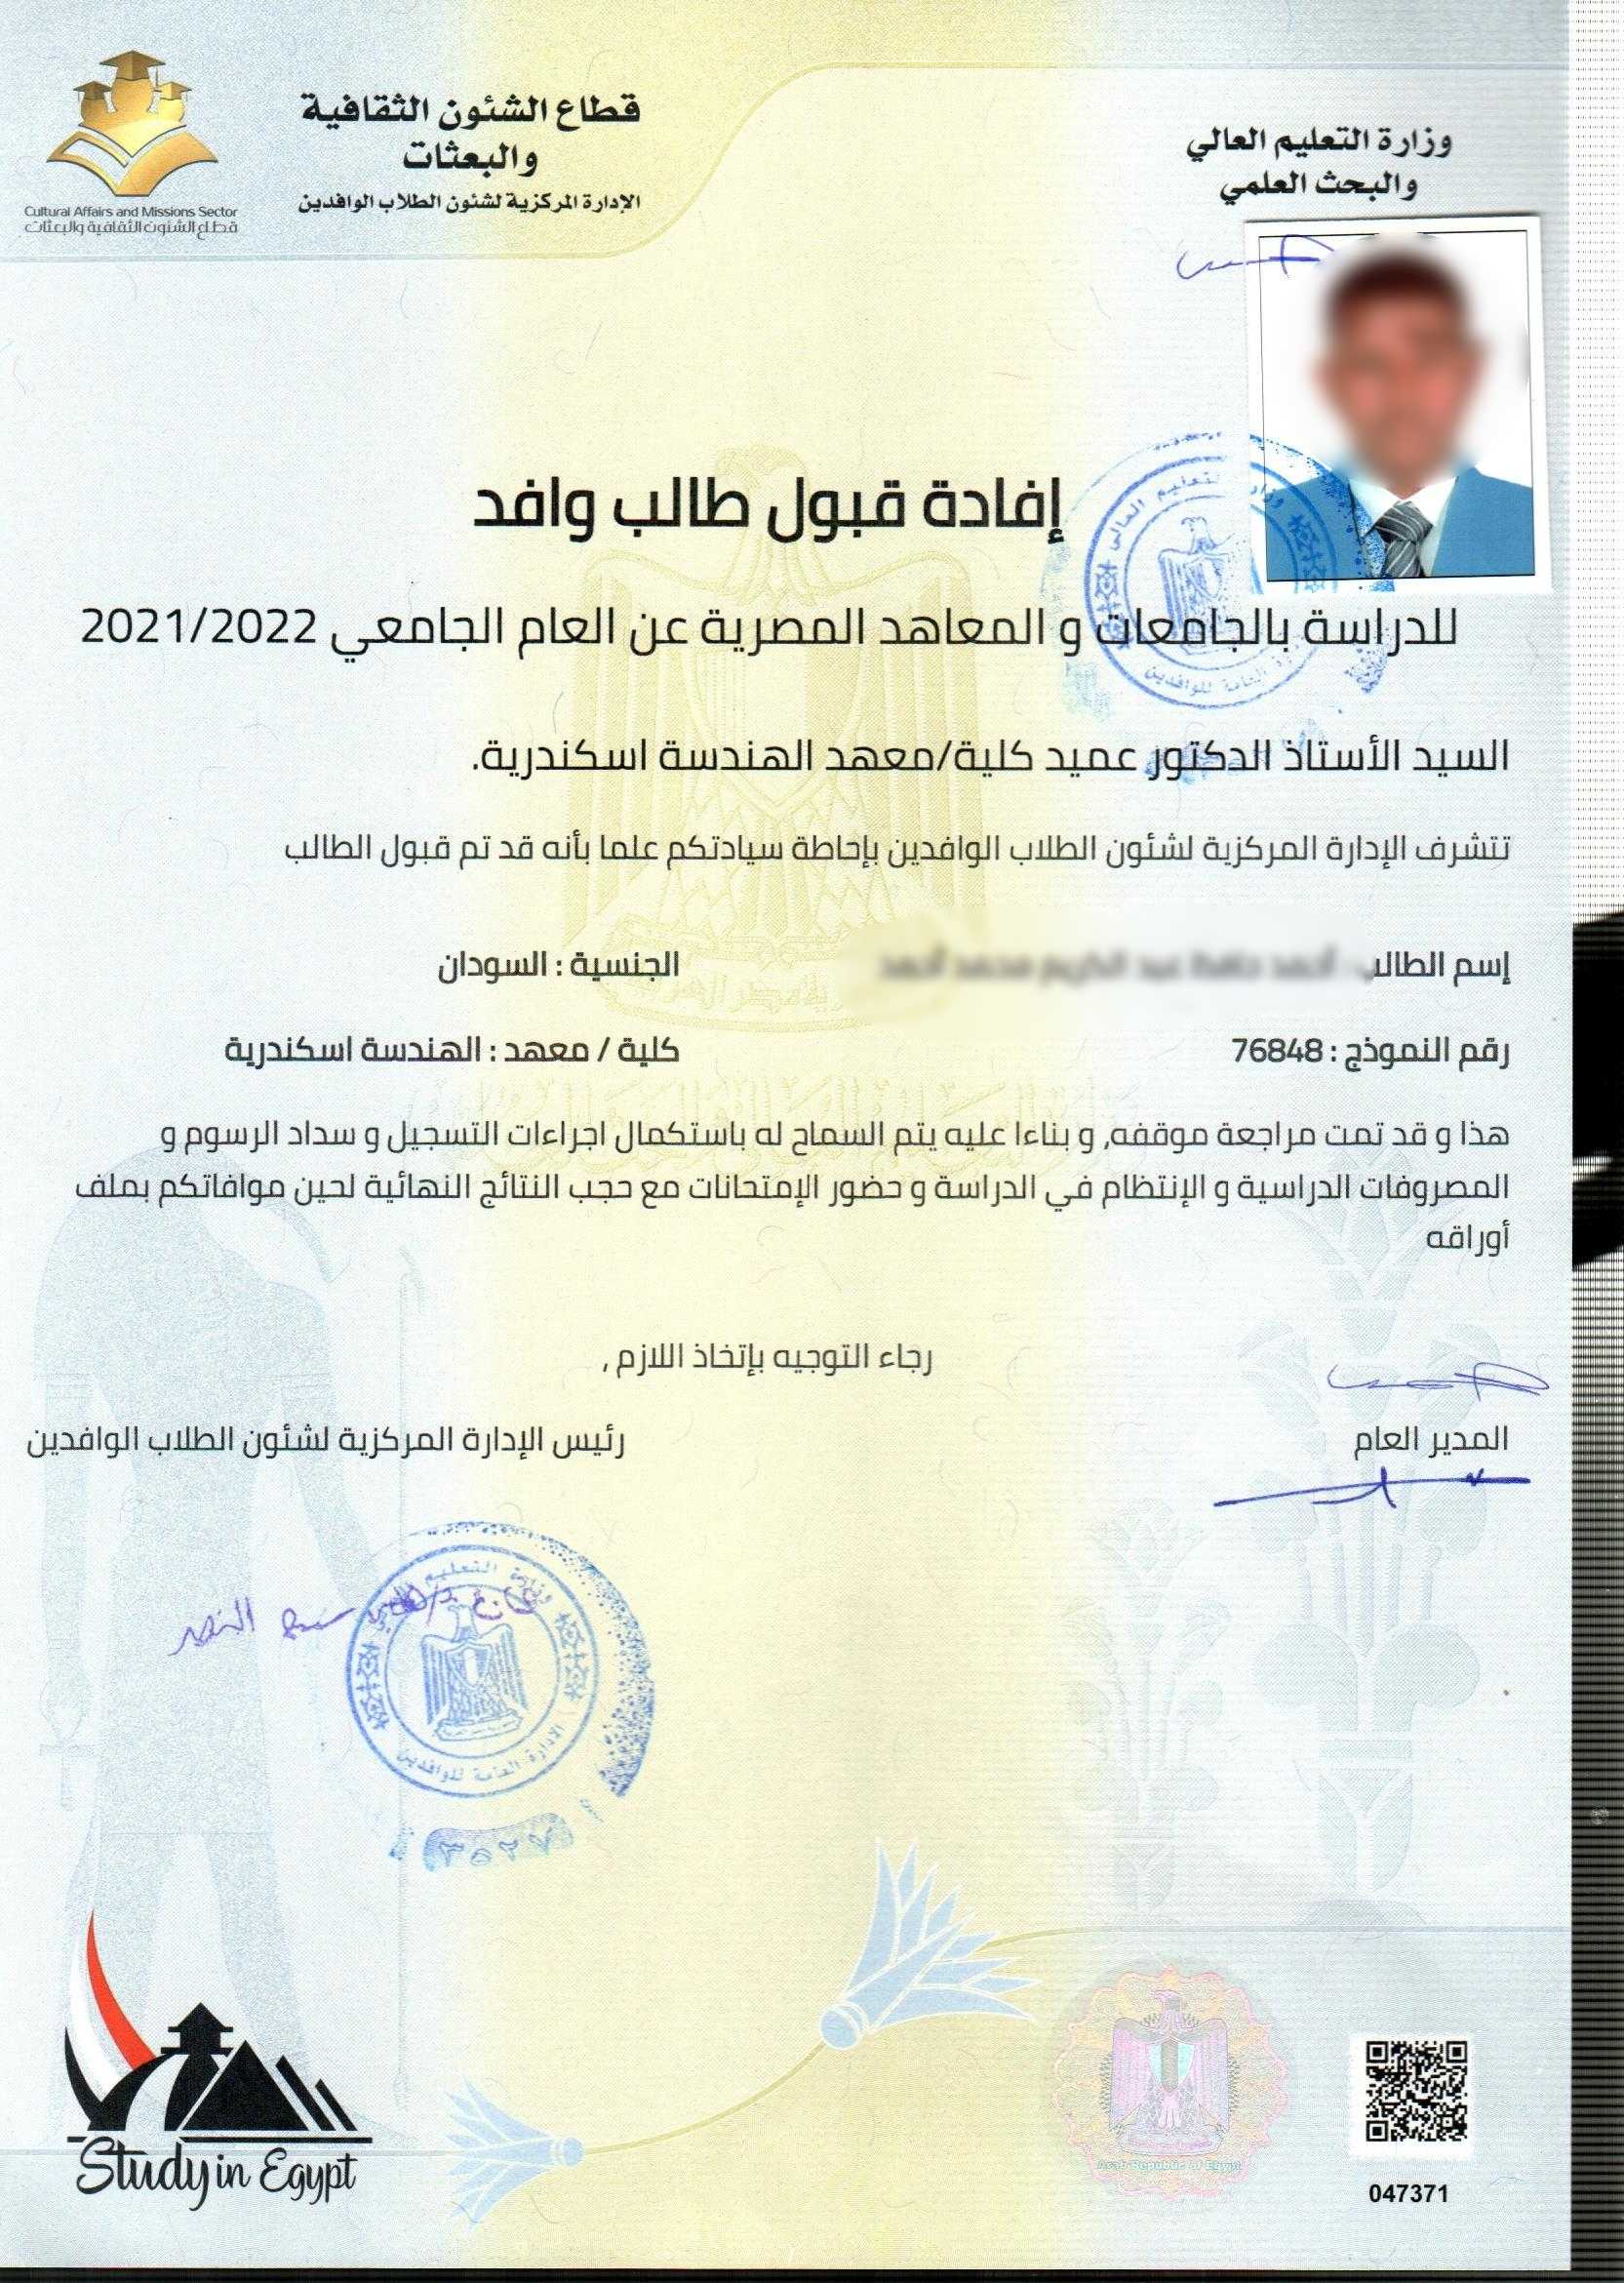 وزارة التعليم العالي
والبحث العلمي
قطاع الشئون الثقافية
والبعثات
الإدارة المركزية لشئون الطلاب الوافدين
Cultural Affairs and Missions Sector
قطاع الشئون الثقافية والبعثات
إفادة قبول طالب وافد
للدراسة بالجامعات و المعاهد المصرية عن العام الجامعي 2021/2022
السيد الأستاذ الدكتور عميد كلية/معهد الهندسة اسكندرية.
تتشرف الإدارة المركزية لشئون الطلاب الوافدين بإحاطة سيادتكم علما بأنه قد تم قبول الطالب
إسم الطالب
الجنسية : السودان
رقم النموذج : 76848
كلية / معهد : الهندسة اسكندرية
هذا و قد تمت مراجعة موقفه, و بناءا عليه يتم السماح له باستكمال اجراءات التسجيل و سداد الرسوم و
المصروفات الدراسية و الإنتظام في الدراسة و حضور الإمتحانات مع حجب النتائج النهائية لحين موافاتكم بملف
أوراقه
رجاء التوجيه بإتخاذ اللازم ,
المدير العام
رئيس الإدارة المركزية لشئون الطلاب الوافدين
وزارة التعليم العالي
الإدارة العامة للوافدين
Study in Egypt
Arab Republic of Egypt
047371